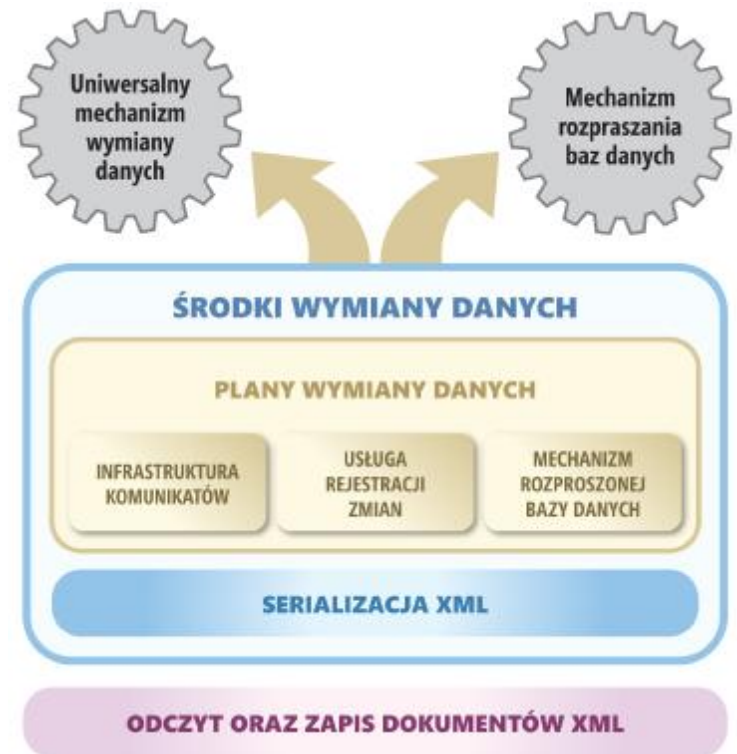 Uniwersalny
mechanizm
wymiany
danych
Mechanizm
rozpraszania
baz danych
ŚRODKI WYMIANY DANYCH
PLANY WYMIANY DANYCH
INFRASTRUKTURA
KOMUNIKATÓW
USŁUGA
REJESTRACJI
ZMIAN
MECHANIZM
ROZPROSZONEJ
BAZY DANYCH
SERIALIZACJA XML
ODCZYT ORAZ ZAPIS DOKUMENTÓW XML